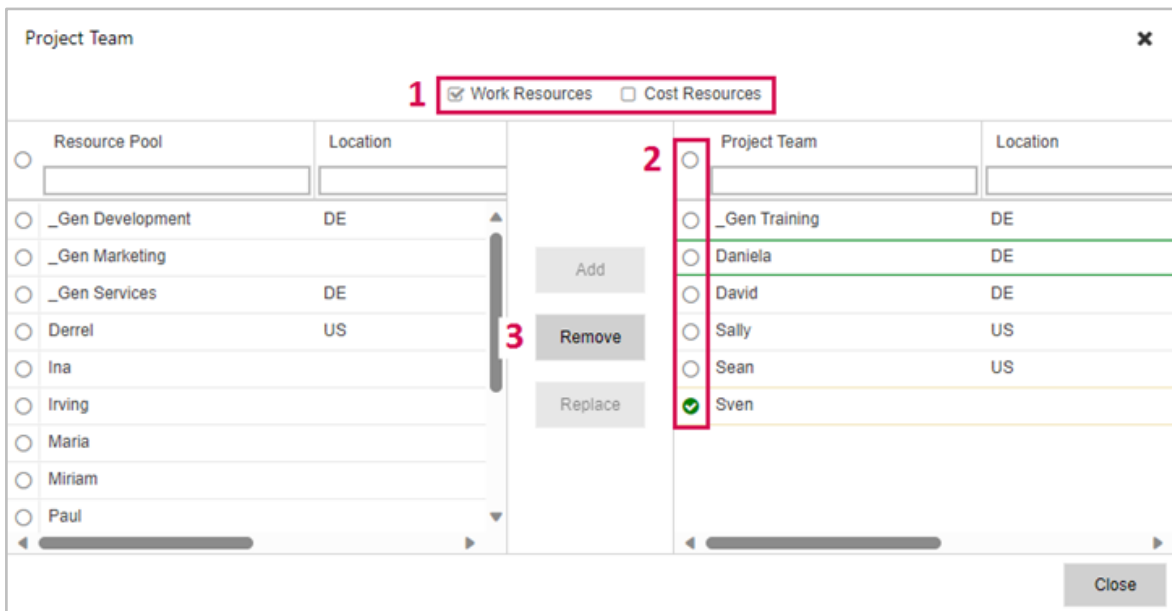 Project Team
1 Work Resources Cost Resources
Resource Pool Location 2 Project Team Location
_Gen Development DE _Gen Training DE
_Gen Marketing Daniela DE
Add
_Gen Services DE David DE
Derrel US 3 Remove Sally US
Ina Sean US
Irving Replace Sven
Maria
Miriam
Paul
Close